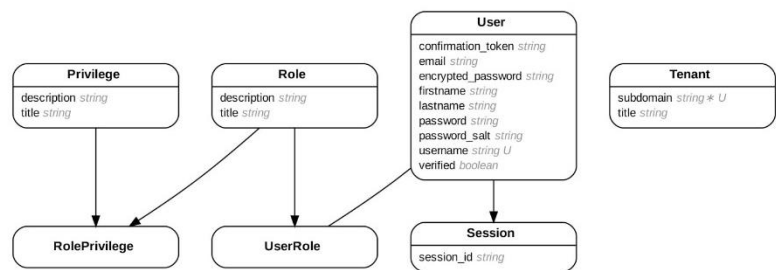 User
confirmation_token string
email string
encrypted_password string
firstname string
lastname string
password string
password_salt string
username string U
verified boolean
Privilege
description string
title string
Role
description string
title string
Tenant
subdomain string∗ U
title string
RolePrivilege
UserRole
Session
session_id string